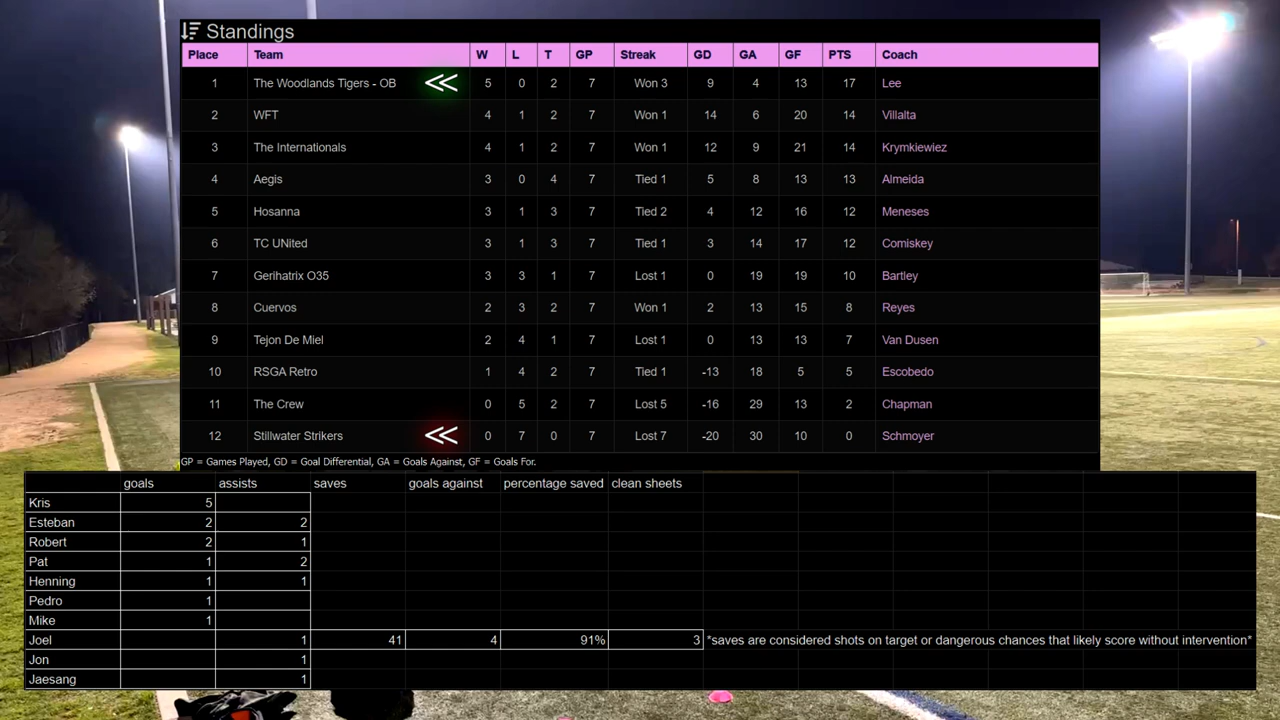 Standings
Place Team W L T GP Streak GD GA GF PTS Coach
1 The Woodlands Tigers - OB << 5 0 2 7 Won 3 9 4 13 17 Lee
2 WFT 4 1 2 7 Won 1 14 6 20 14 Villalta
3 The Internationals 4 1 2 7 Won 1 12 9 21 14 Krymkiewiez
4 Aegis 3 0 4 7 Tied 1 5 8 13 13 Almeida
5 Hosanna 3 1 3 7 Tied 2 4 12 16 12 Meneses
6 TC UNited 3 1 3 7 Tied 1 3 14 17 12 Comiskey
7 Gerihatrix O35 3 3 1 7 Lost 1 0 19 19 10 Bartley
8 Cuervos 2 3 2 7 Won 1 2 13 15 8 Reyes
9 Tejon De Miel 2 4 1 7 Lost 1 0 13 13 7 Van Dusen
10 RSGA Retro 1 4 2 7 Tied 1 -13 18 5 5 Escobedo
11 The Crew 0 5 2 7 Lost 5 -16 29 13 2 Chapman
12 Stillwater Strikers << 0 7 0 7 Lost 7 -20 30 10 0 Schmoyer
GP = Games Played, GD = Goal Differential, GA = Goals Against, GF = Goals For.
goals assists saves goals against percentage saved clean sheets
Kris 5
Esteban 2 2
Robert 2 1
Pat 1 2
Henning 1 1
Pedro 1
Mike 1
Joel 1 41 4 91% 3 *saves are considered shots on target or dangerous chances that likely score without intervention*
Jon 1
Jaesang 1